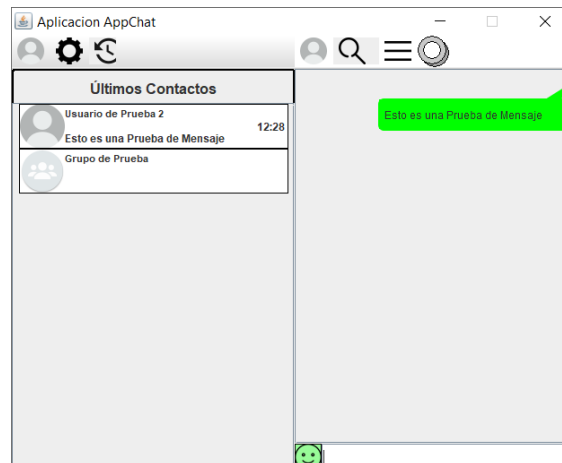 Aplicacion AppChat
Últimos Contactos
Usuario de Prueba 2
12:28
Esto es una Prueba de Mensaje
Grupo de Prueba
Esto es una Prueba de Mensaje